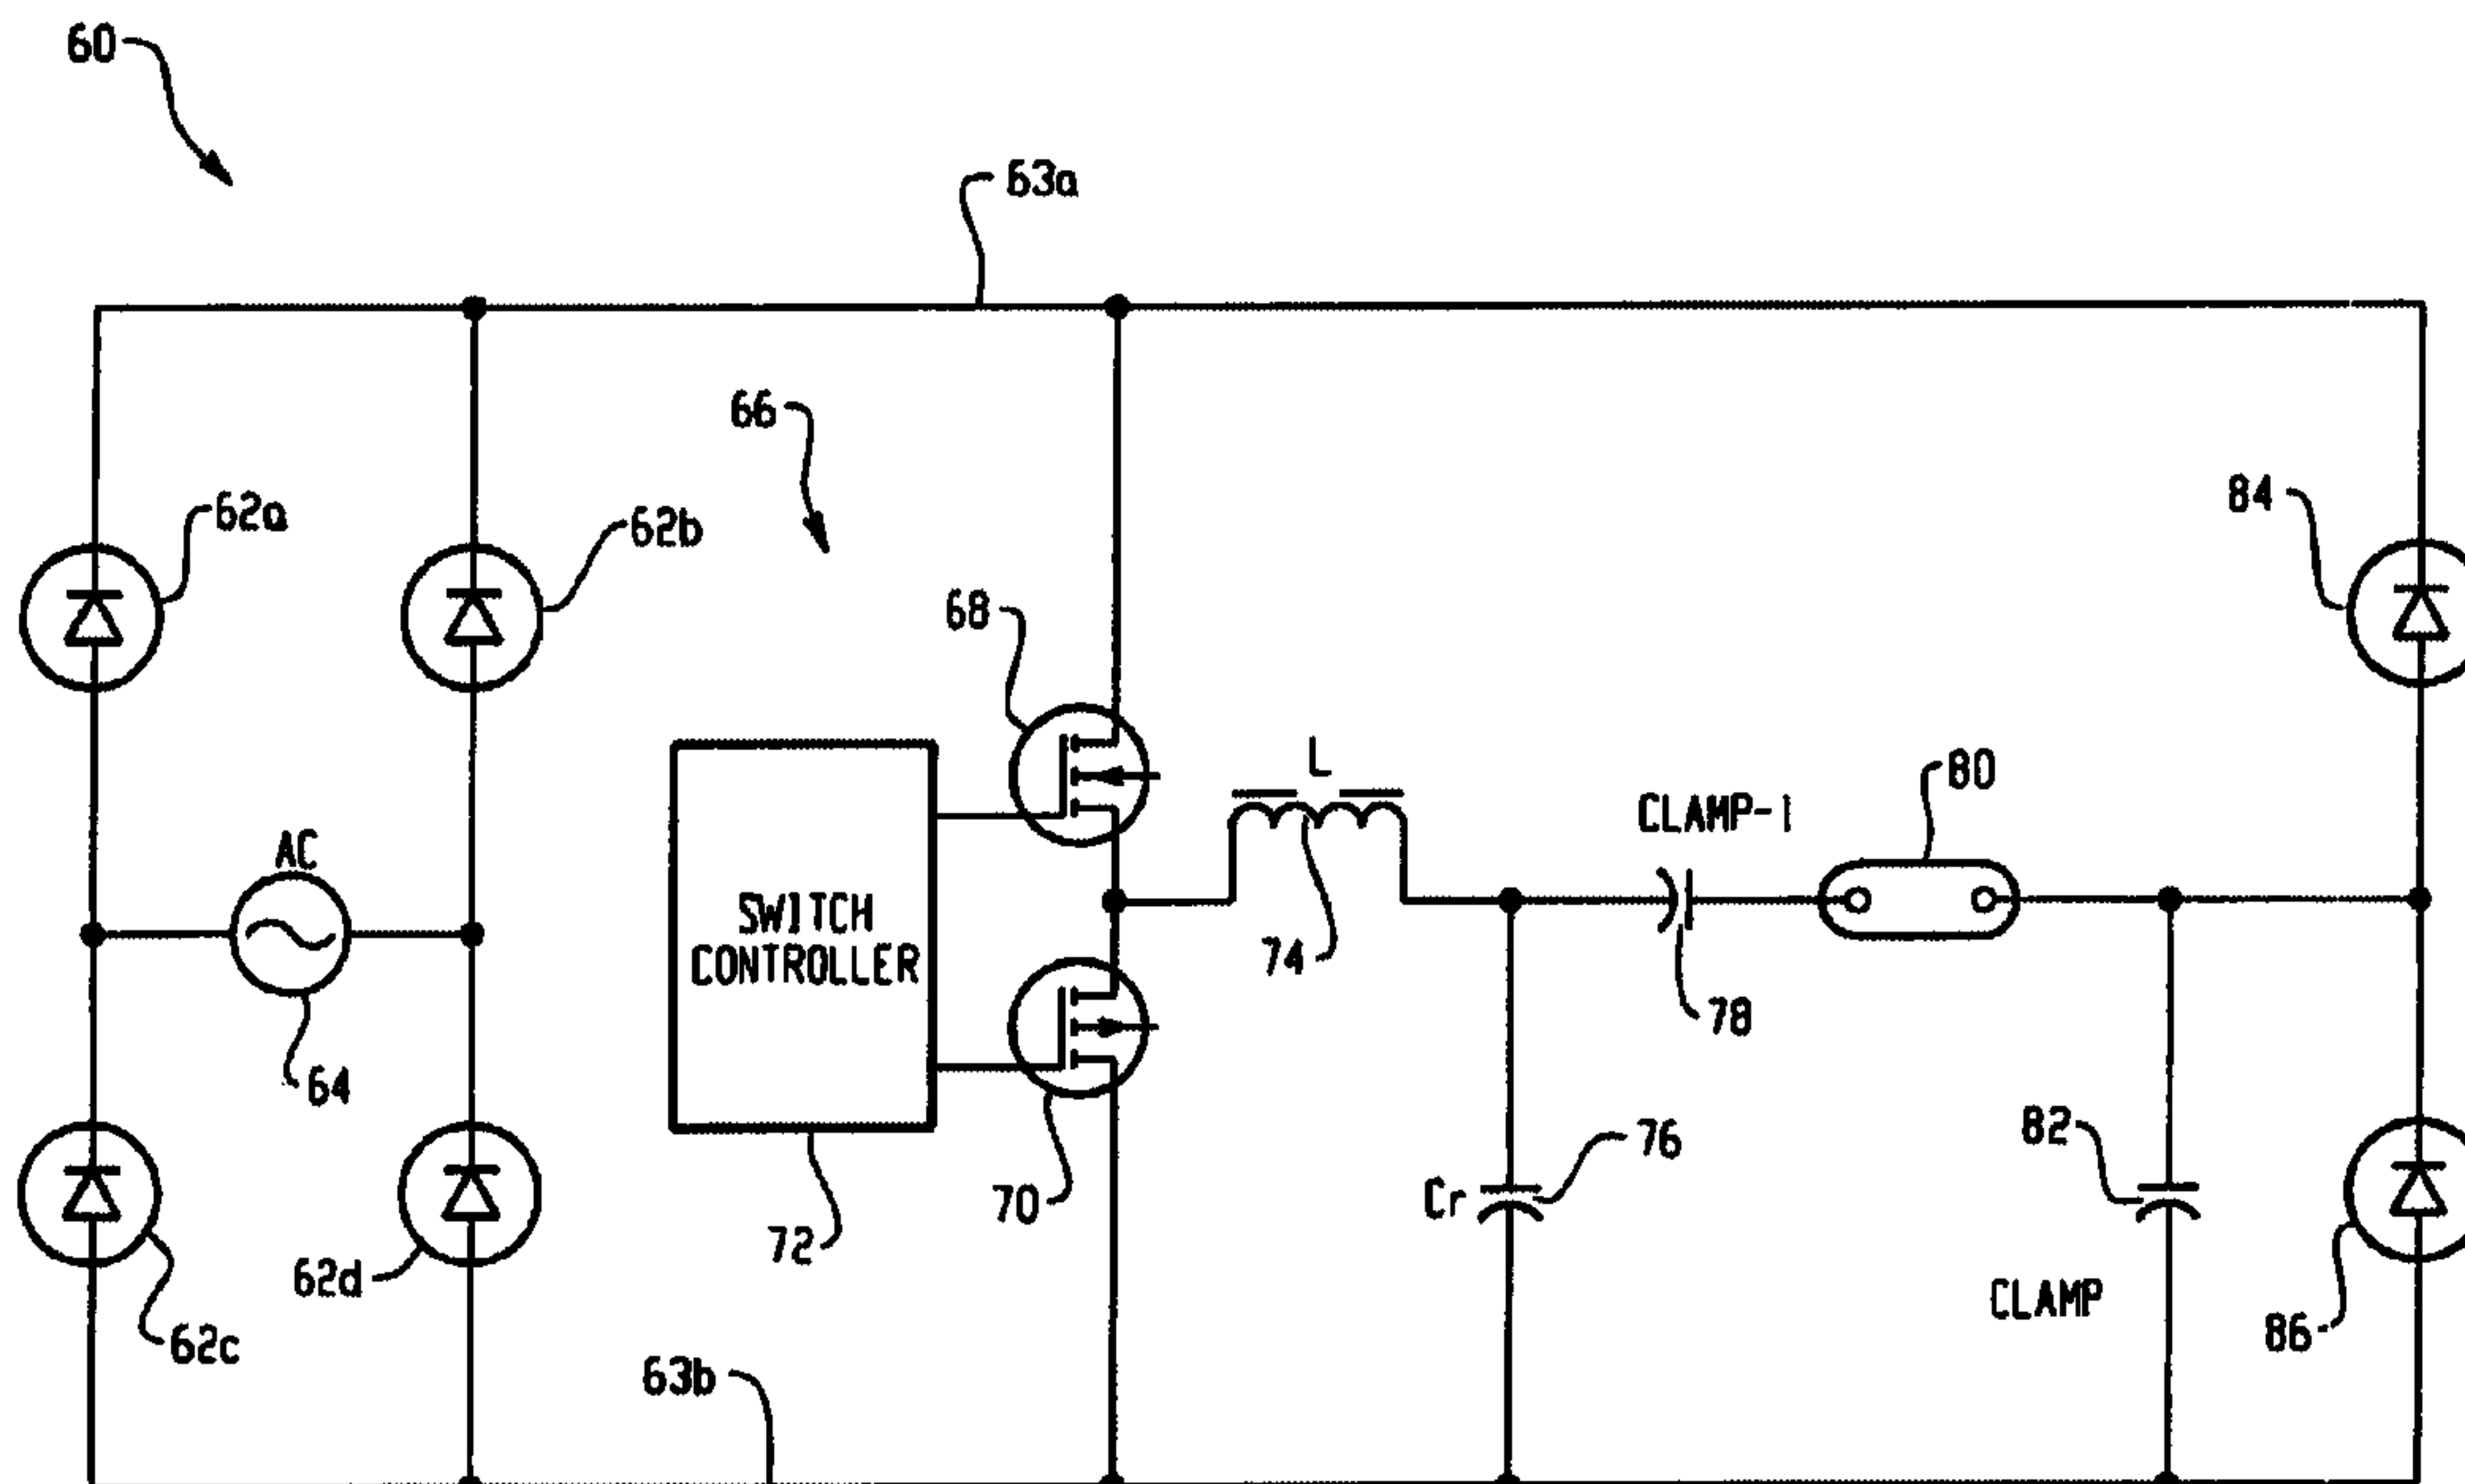 60
63a
66
62a
62b
84
68
L
80
CLAMP-1
AC
SWITCH
CONTROLLER
74
78
64
82
76
Cr
70
72
62d
CLAMP
86
62c
63b